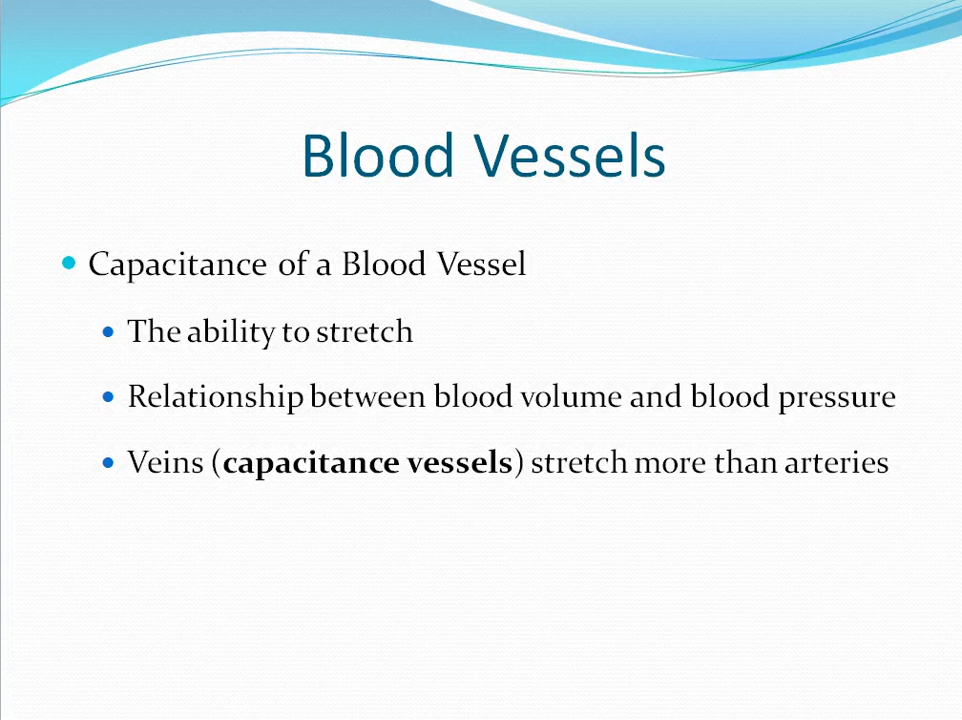 Blood Vessels
• Capacitance of a Blood Vessel
• The ability to stretch
• Relationship between blood volume and blood pressure
• Veins (capacitance vessels) stretch more than arteries